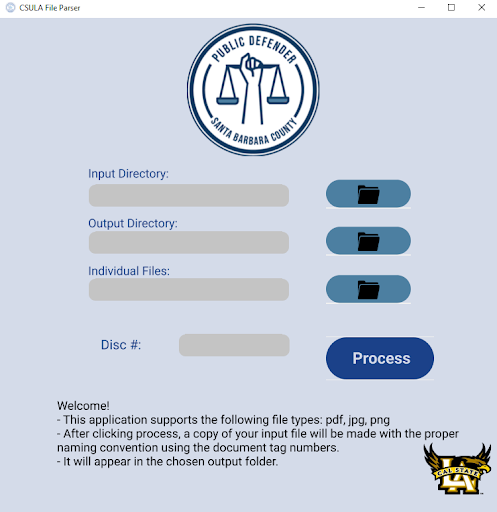 CSULA File Parser
PUBLIC DEFENDER
SANTA BARBARA COUNTY
Input Directory:
Output Directory:
Individual Files:
Disc #:
Process
Welcome!
- This application supports the following file types: pdf, jpg, png
- After clicking process, a copy of your input file will be made with the proper
naming convention using the document tag numbers.
- It will appear in the chosen output folder.
CAL STATE
LA